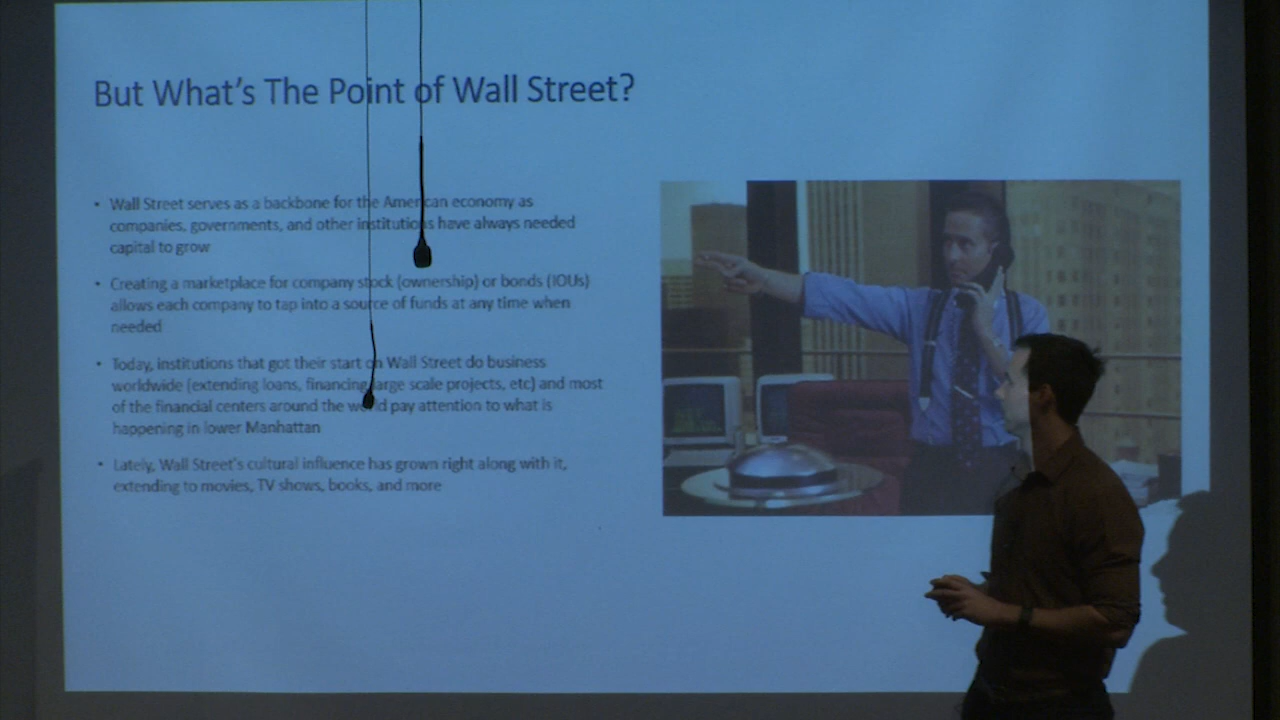 But What's The Point of Wall Street?
• Wall Street serves as a backbone for the American economy as
companies, governments, and other institutions have always needed
capital to grow
• Creating a marketplace for company stock (ownership) or bonds (IOUs)
allows each company to tap into a source of funds at any time when
needed
• Today, institutions that got their start on Wall Street do business
worldwide (extending loans, financing large scale projects, etc) and most
of the financial centers around the world pay attention to what is
happening in lower Manhattan
• Lately, Wall Street's cultural influence has grown right along with it,
extending to movies, TV shows, books, and more